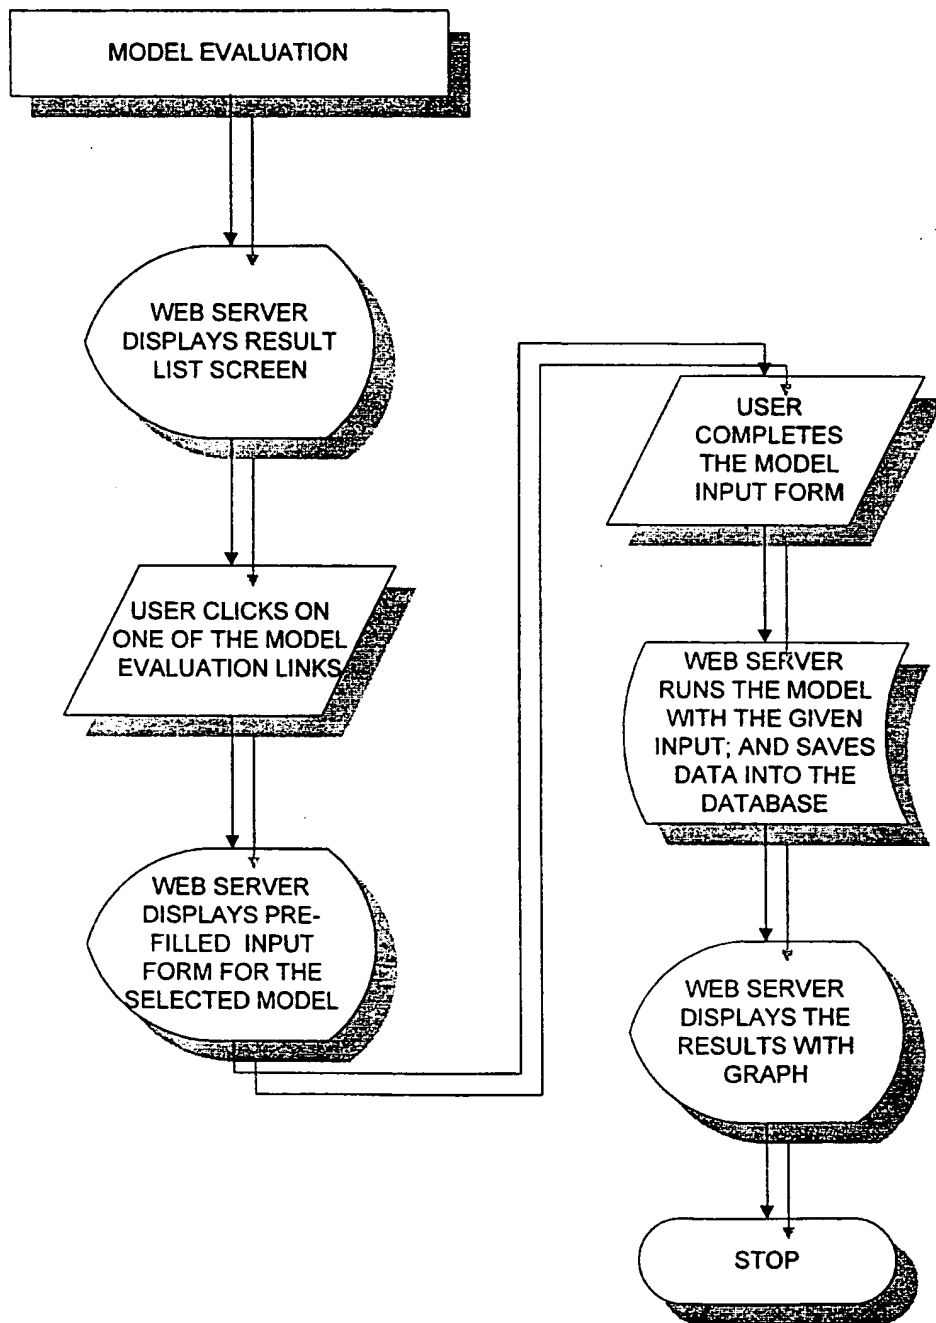 MODEL EVALUATION
WEB SERVER
DISPLAYS RESULT
LIST SCREEN
USER CLICKS ON
ONE OF THE MODEL
EVALUATION LINKS
WEB SERVER
DISPLAYS PRE-
FILLED INPUT
FORM FOR THE
SELECTED MODEL
USER
COMPLETES
THE MODEL
INPUT FORM
WEB SERVER
RUNS THE MODEL
WITH THE GIVEN
INPUT; AND SAVES
DATA INTO THE
DATABASE
WEB SERVER
DISPLAYS THE
RESULTS WITH
GRAPH
STOP